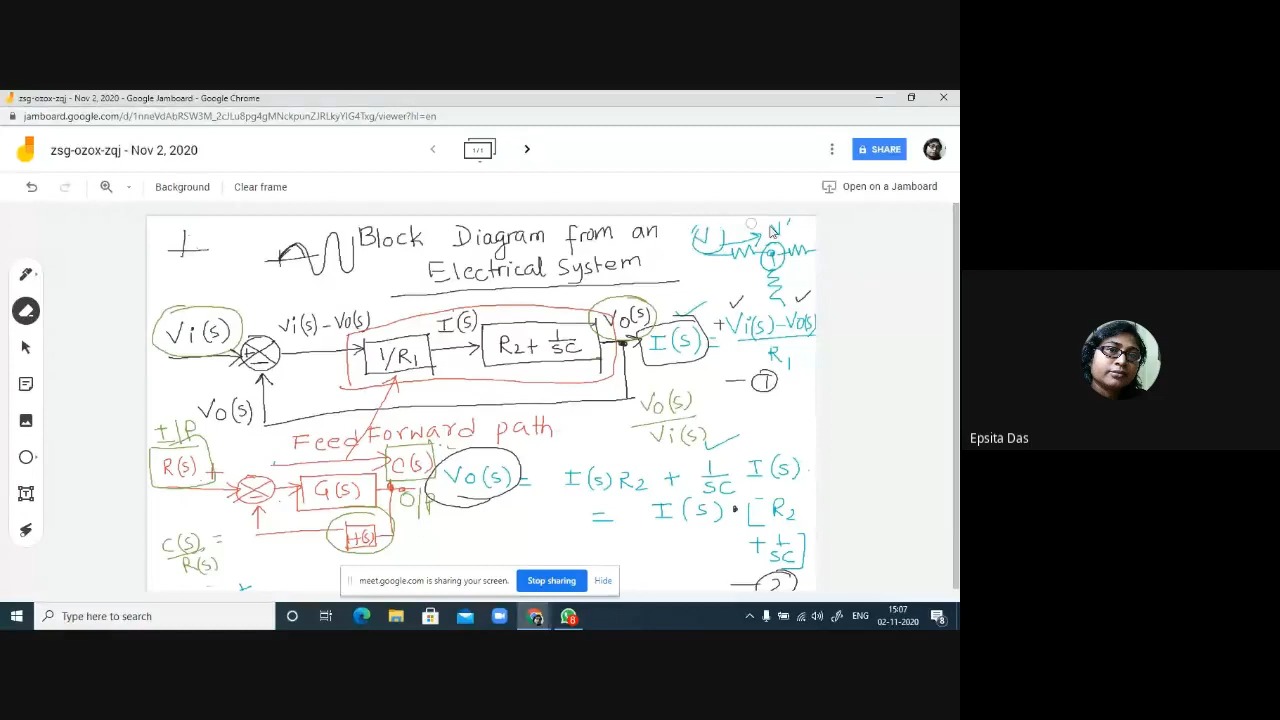 zsg-ozox-zqj - Nov 2, 2020 - Google Jamboard - Google Chrome
jamboard.google.com/d/1nneVdAbRSW3M_2cJLu8pg4gMNckpunZJRLkyYiG4Txg/viewer?hl=en
zsg-ozox-zqj - Nov 2, 2020
1/1
SHARE
Background
Clear frame
Open on a Jamboard
Block Diagram from an
Electrical System
Vi(s)
Vi(s)-Vo(s)
1/R1
I(s)
R2 + 1/SC
Vo(s)
I(s) = +Vi(s)-Vo(s)
R1
- 1
Vo(s)
Vo(s)
Vi(s)
Feed Forward path
I/P
R(s) +
G(s)
C(s)
O/P
H(s)
Vo(s) = I(s)R2 + 1/SC I(s)
= I(s) . [R2
+ 1/SC]
- 2
C(s) =
R(s)
meet.google.com is sharing your screen.
Stop sharing
Hide
Epsita Das
Type here to search
8
ENG
15:07
02-11-2020
8